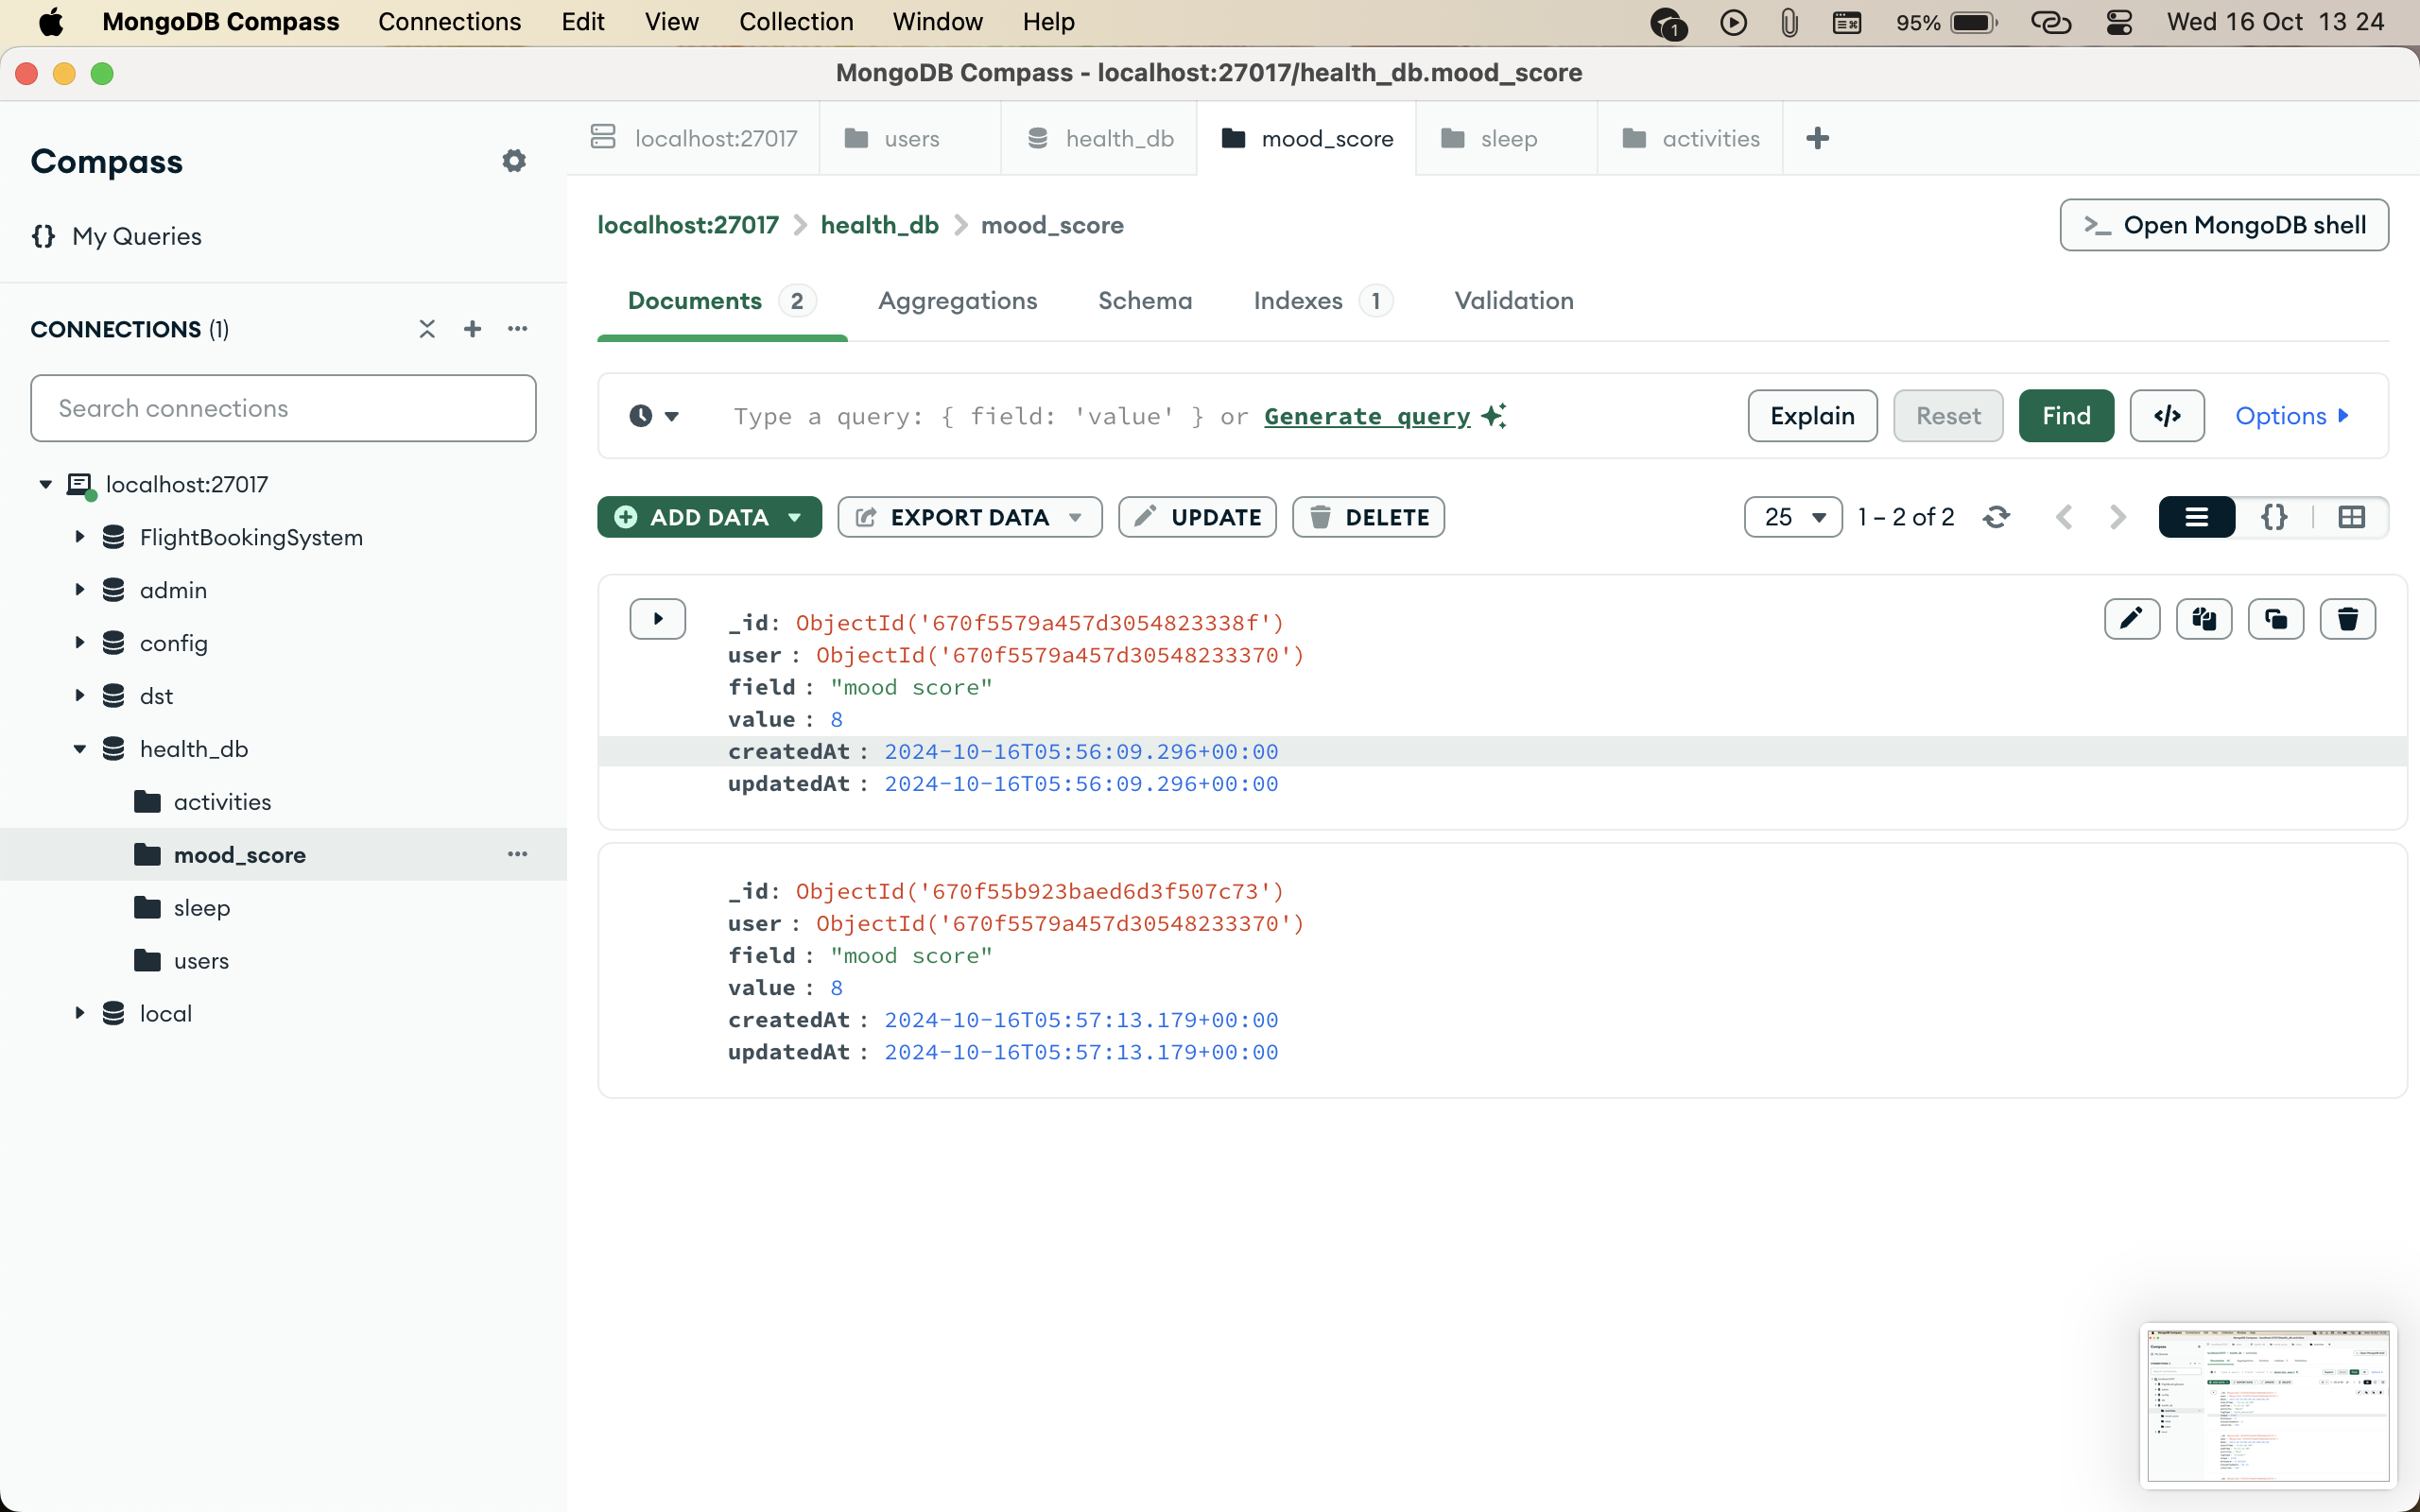 MongoDB Compass Connections Edit View Collection Window Help 1 95% Wed 16 Oct 13 24
MongoDB Compass - localhost:27017/health_db.mood_score
Compass
My Queries
CONNECTIONS (1)
Search connections
localhost:27017
FlightBookingSystem
admin
config
dst
health_db
activities
mood_score
sleep
users
local
localhost:27017 users health_db mood_score sleep activities
localhost:27017 > health_db > mood_score
>_ Open MongoDB shell
Documents 2 Aggregations Schema Indexes 1 Validation
Type a query: { field: 'value' } or Generate query
Explain Reset Find </> Options
ADD DATA EXPORT DATA UPDATE DELETE
25 1 – 2 of 2 {}
_id: ObjectId('670f5579a457d3054823338f')
user : ObjectId('670f5579a457d30548233370')
field : "mood score"
value : 8
createdAt : 2024-10-16T05:56:09.296+00:00
updatedAt : 2024-10-16T05:56:09.296+00:00
_id: ObjectId('670f55b923baed6d3f507c73')
user : ObjectId('670f5579a457d30548233370')
field : "mood score"
value : 8
createdAt : 2024-10-16T05:57:13.179+00:00
updatedAt : 2024-10-16T05:57:13.179+00:00